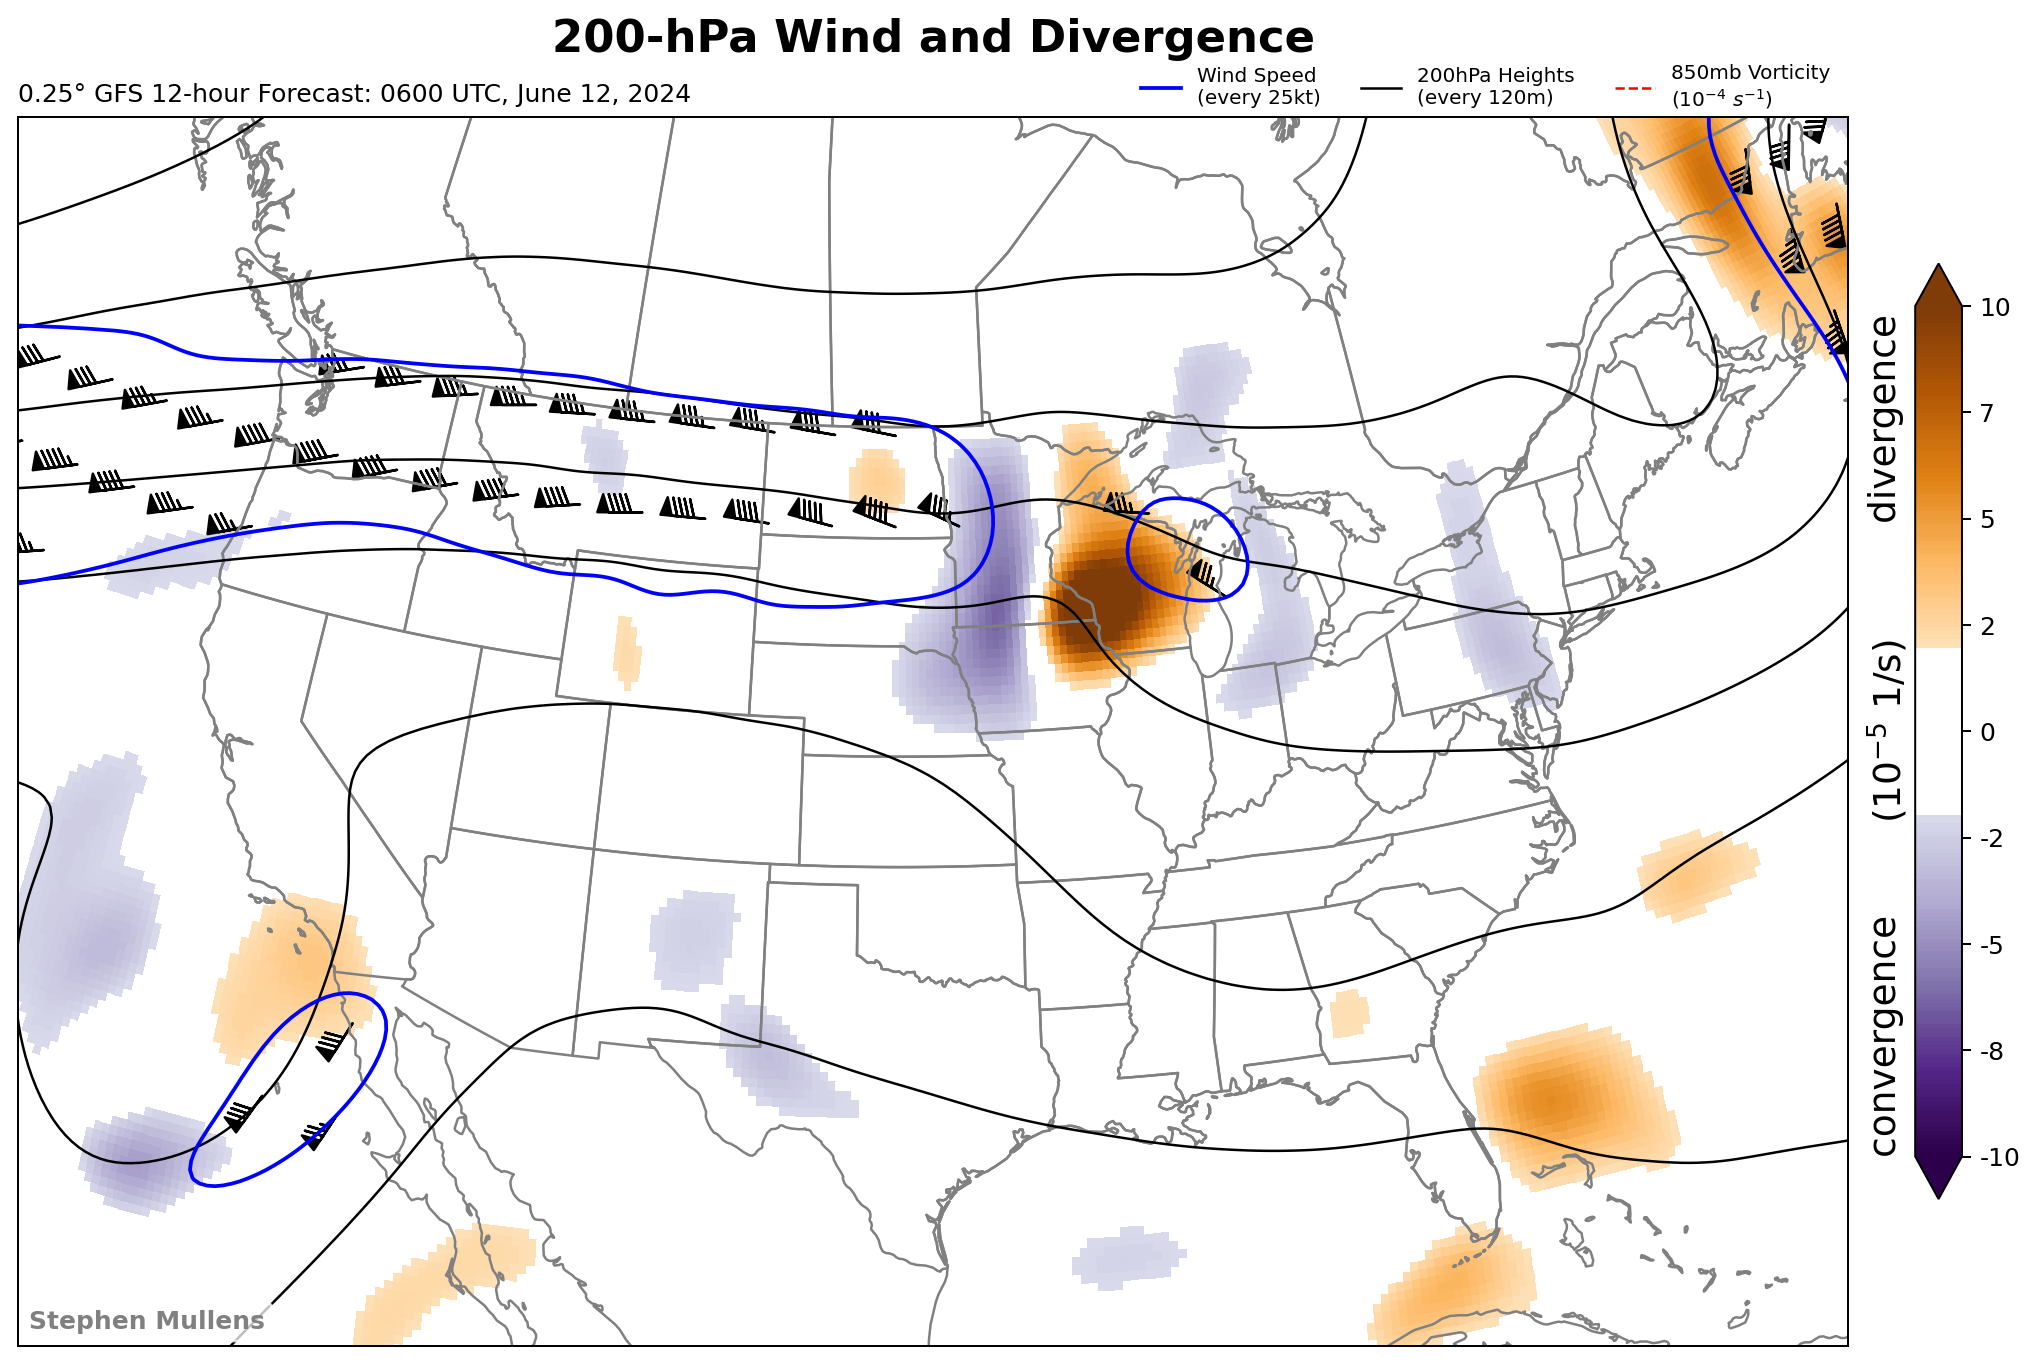 200-hPa Wind and Divergence
0.25° GFS 12-hour Forecast: 0600 UTC, June 12, 2024
Wind Speed
(every 25kt)
200hPa Heights
(every 120m)
850mb Vorticity
(10⁻⁴ s⁻¹)
10
7
5
2
0
-2
-5
-8
-10
convergence (10⁻⁵ 1/s) divergence
Stephen Mullens